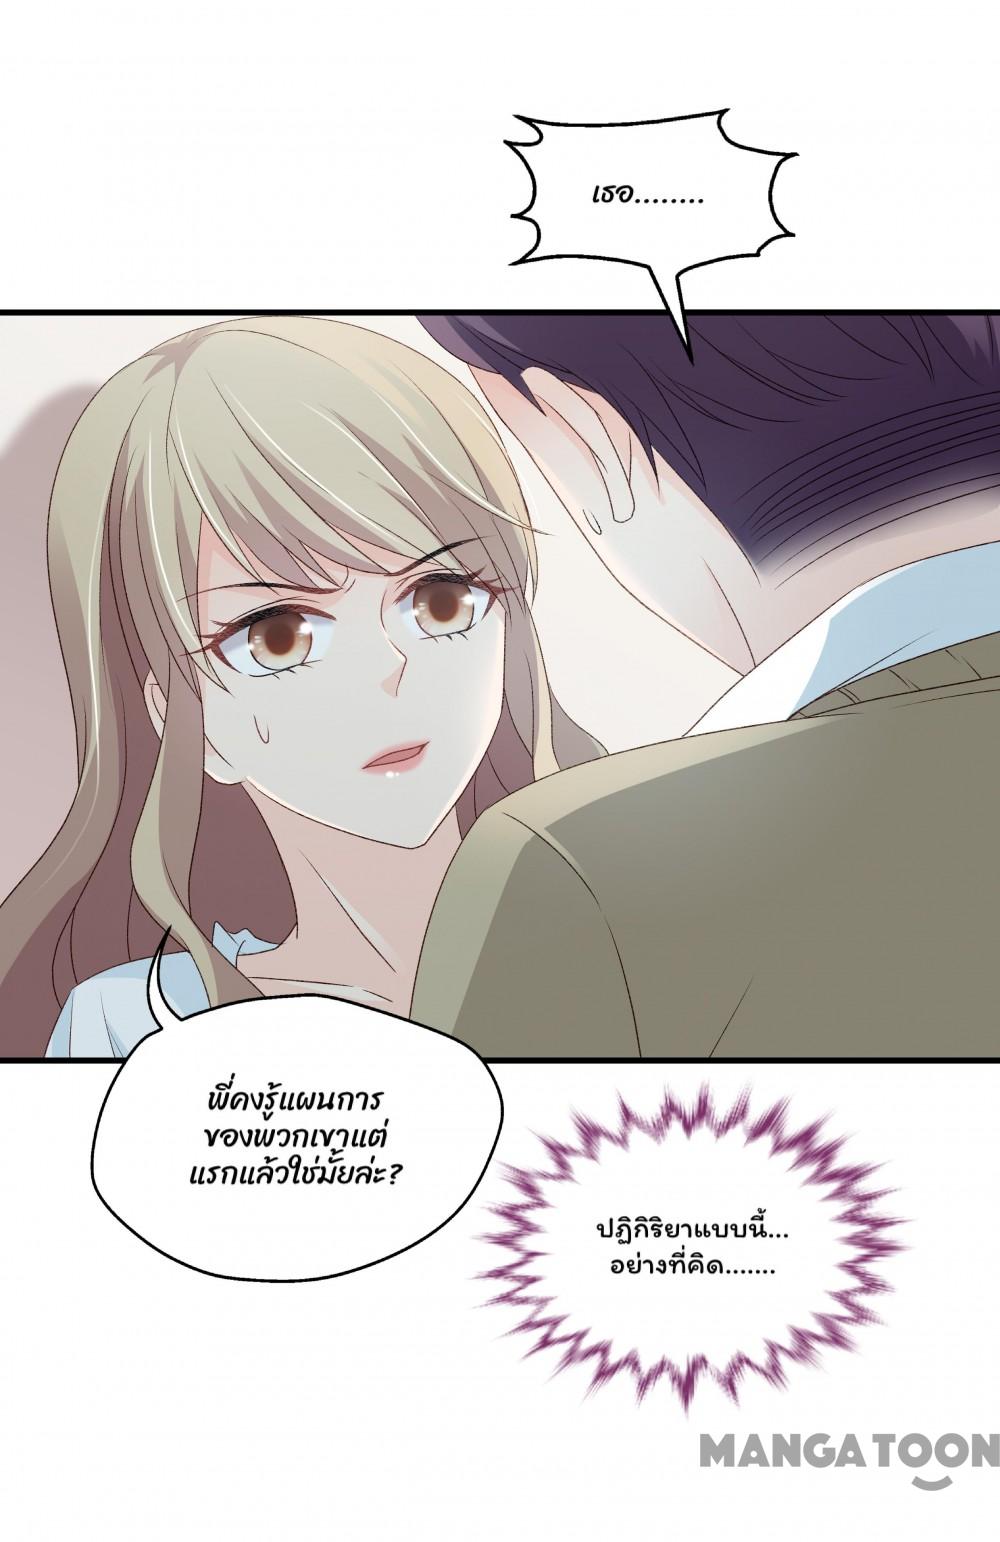 เธอ........
พี่คงรู้แผนการ
ของพวกเขาแต่
แรกแล้วใช่มั้ยล่ะ?
ปฏิกิริยาแบบนี้...
อย่างที่คิด.......
MANGATOON